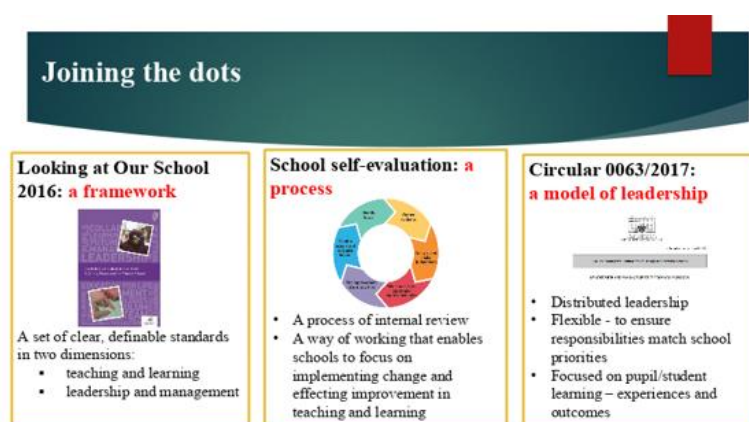 Joining the dots
Looking at Our School
2016: a framework
A set of clear, definable standards
in two dimensions:
▪ teaching and learning
▪ leadership and management
School self-evaluation: a
process
• A process of internal review
• A way of working that enables
schools to focus on
implementing change and
effecting improvement in
teaching and learning
Circular 0063/2017:
a model of leadership
• Distributed leadership
• Flexible - to ensure
responsibilities match school
priorities
• Focused on pupil/student
learning – experiences and
outcomes